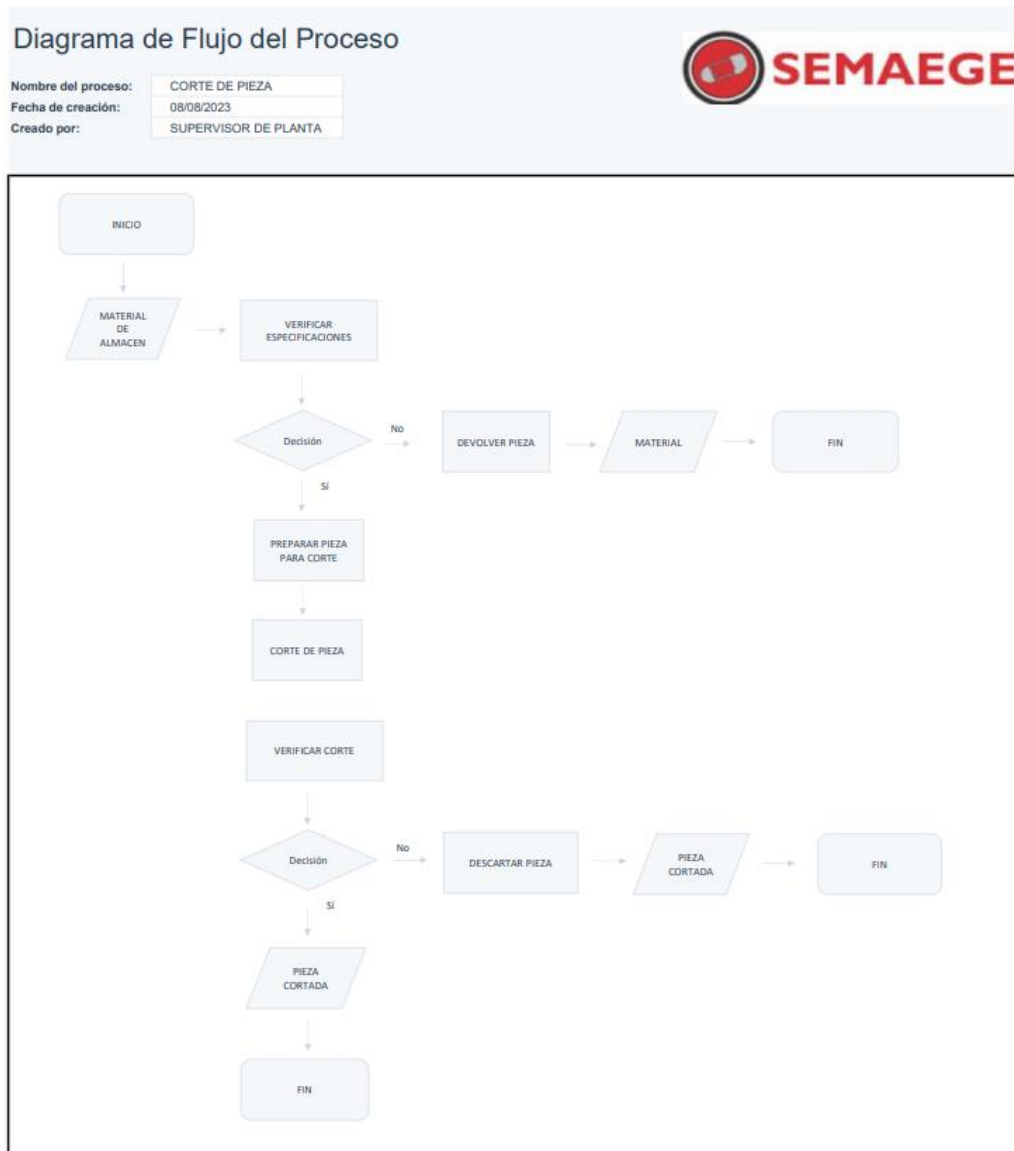 Diagrama de Flujo del Proceso
SEMAEGE
Nombre del proceso: CORTE DE PIEZA
Fecha de creación: 08/08/2023
Creado por: SUPERVISOR DE PLANTA
INICIO
MATERIAL
DE
ALMACEN
VERIFICAR
ESPECIFICACIONES
Decisión
No
DEVOLVER PIEZA
MATERIAL
FIN
Sí
PREPARAR PIEZA
PARA CORTE
CORTE DE PIEZA
VERIFICAR CORTE
Decisión
No
DESCARTAR PIEZA
PIEZA
CORTADA
FIN
Sí
PIEZA
CORTADA
FIN